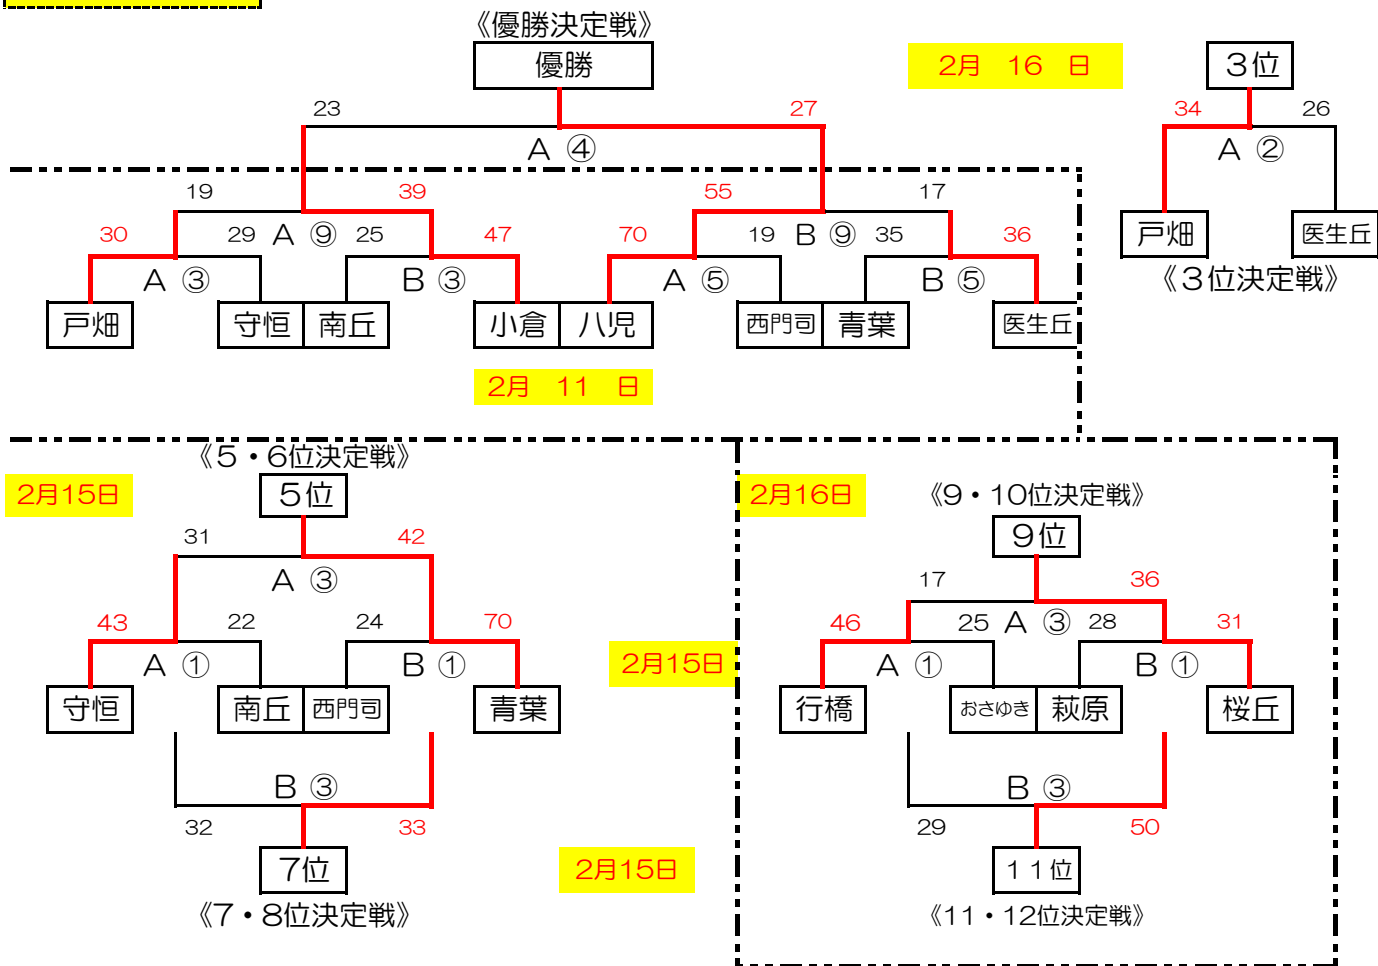 《優勝決定戦》
優勝
2月 16 日
3位
23 27
34 26
A ④
A ②
19 39 55 17
A ⑨ B ⑨
30 29 25 47 70 19 35 36
A ③ B ③ A ⑤ B ⑤
戸畑 守恒 南丘 小倉 八児 西門司 青葉 医生丘
戸畑 医生丘
《3位決定戦》
2月 11 日
《5・6位決定戦》
2月15日
5位
31 42
A ③
43 22 24 70
A ① B ①
守恒 南丘 西門司 青葉
2月15日
B ③
32 33
7位
2月15日
《7・8位決定戦》
2月16日
《9・10位決定戦》
9位
17 36
A ③
46 25 28 31
A ① B ①
行橋 おさゆき 萩原 桜丘
B ③
29 50
11位
《11・12位決定戦》